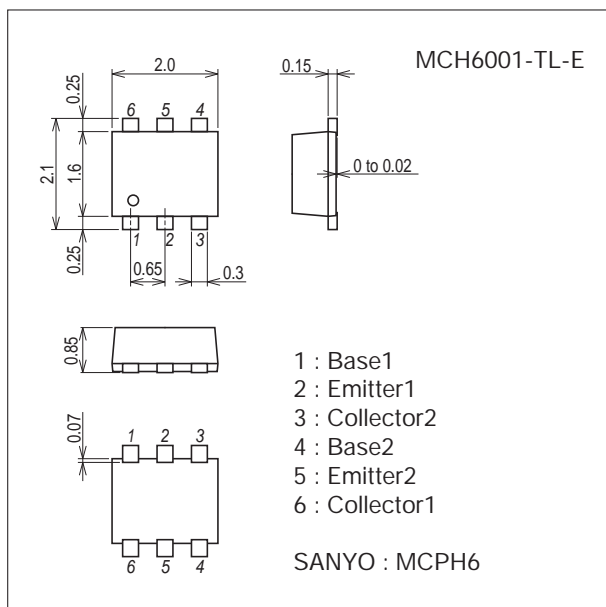 MCH6001-TL-E
2.0
0.15
0.25
6 5 4
2.1
1.6
0 to 0.02
0.25
1 2 3
0.65
0.3
0.85
1 : Base1
2 : Emitter1
3 : Collector2
4 : Base2
5 : Emitter2
6 : Collector1
0.07
1 2 3
6 5 4
SANYO : MCPH6